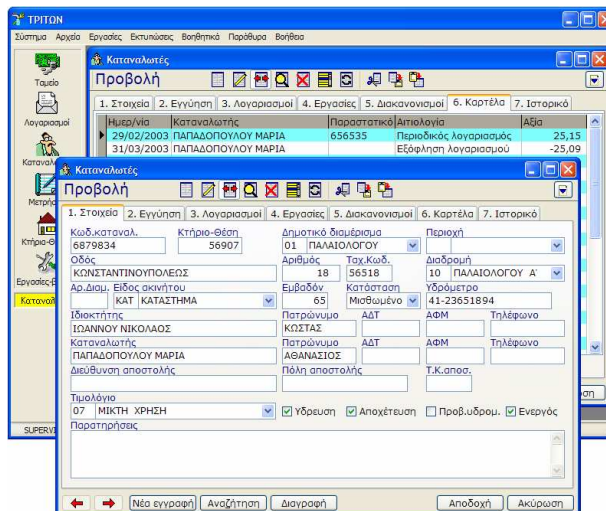 ΤΡΙΤΩΝ
Σύστημα Αρχεία Εργασίες Εκτυπώσεις Βοηθητικά Παράθυρα Βοήθεια
Ταμείο
Λογαριασμοί
Καταναλωτές
Προβολή
1. Στοιχεία 2. Εγγύηση 3. Λογαριασμοί 4. Εργασίες 5. Διακανονισμοί 6. Καρτέλα 7. Ιστορικό
Ημερ/νία Καταναλωτής Παραστατικό Αιτιολογία Αξία
29/02/2003 ΠΑΠΑΔΟΠΟΥΛΟΥ ΜΑΡΙΑ 656535 Περιοδικός λογαριασμός 25,15
31/03/2003 ΠΑΠΑΔΟΠΟΥΛΟΥ ΜΑΡΙΑ Εξόφληση λογαριασμού -25,09
SUPERVI
Καταναλωτές
Προβολή
1. Στοιχεία 2. Εγγύηση 3. Λογαριασμοί 4. Εργασίες 5. Διακανονισμοί 6. Καρτέλα 7. Ιστορικό
Κωδ.καταναλ. Κτήριο-Θέση Δημοτικό διαμέρισμα Περιοχή
6879834 56907 01 ΠΑΛΑΙΟΛΟΓΟΥ
Οδός Αριθμός Ταχ.Κωδ. Διαδρομή
ΚΩΝΣΤΑΝΤΙΝΟΥΠΟΛΕΩΣ 18 56518 10 ΠΑΛΑΙΟΛΟΓΟΥ Α'
Αρ.Διαμ. Είδος ακινήτου Εμβαδόν Κατάσταση Υδρόμετρο
ΚΑΤ ΚΑΤΑΣΤΗΜΑ 65 Μισθωμένο 41-23651894
Ιδιοκτήτης Πατρώνυμο ΑΔΤ ΑΦΜ Τηλέφωνο
ΙΩΑΝΝΟΥ ΝΙΚΟΛΑΟΣ ΚΩΣΤΑΣ
Καταναλωτής Πατρώνυμο ΑΔΤ ΑΦΜ Τηλέφωνο
ΠΑΠΑΔΟΠΟΥΛΟΥ ΜΑΡΙΑ ΑΘΑΝΑΣΙΟΣ
Διεύθυνση αποστολής Πόλη αποστολής Τ.Κ.αποσ.
Τιμολόγιο
07 ΜΙΚΤΗ ΧΡΗΣΗ Υδρευση Αποχέτευση Προβ.υδρομ. Ενεργός
Παρατηρήσεις
Νέα εγγραφή Αναζήτηση Διαγραφή Αποδοχή Ακύρωση